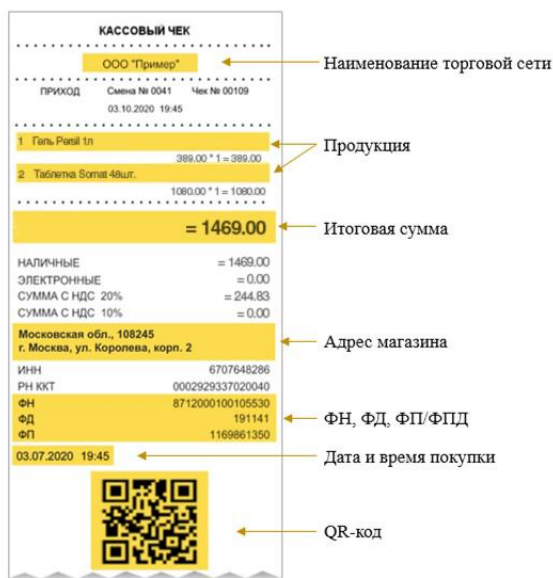 КАССОВЫЙ ЧЕК
ООО "Пример"
Наименование торговой сети
ПРИХОД Смена № 0041 Чек № 00109
03.10.2020 19:45
1 Гель Persil 1л
389.00 * 1 = 389.00
Продукция
2 Таблетка Somat 48шт.
1080.00 * 1 = 1080.00
= 1469.00
Итоговая сумма
НАЛИЧНЫЕ = 1469.00
ЭЛЕКТРОННЫЕ = 0.00
СУММА С НДС 20% = 244.83
СУММА С НДС 10% = 0.00
Московская обл., 108245
г. Москва, ул. Королева, корп. 2
Адрес магазина
ИНН 6707648286
РН ККТ 0002929337020040
ФН 8712000100105530
ФД 191141
ФП 1169861350
ФН, ФД, ФП/ФПД
03.07.2020 19:45
Дата и время покупки
QR-код